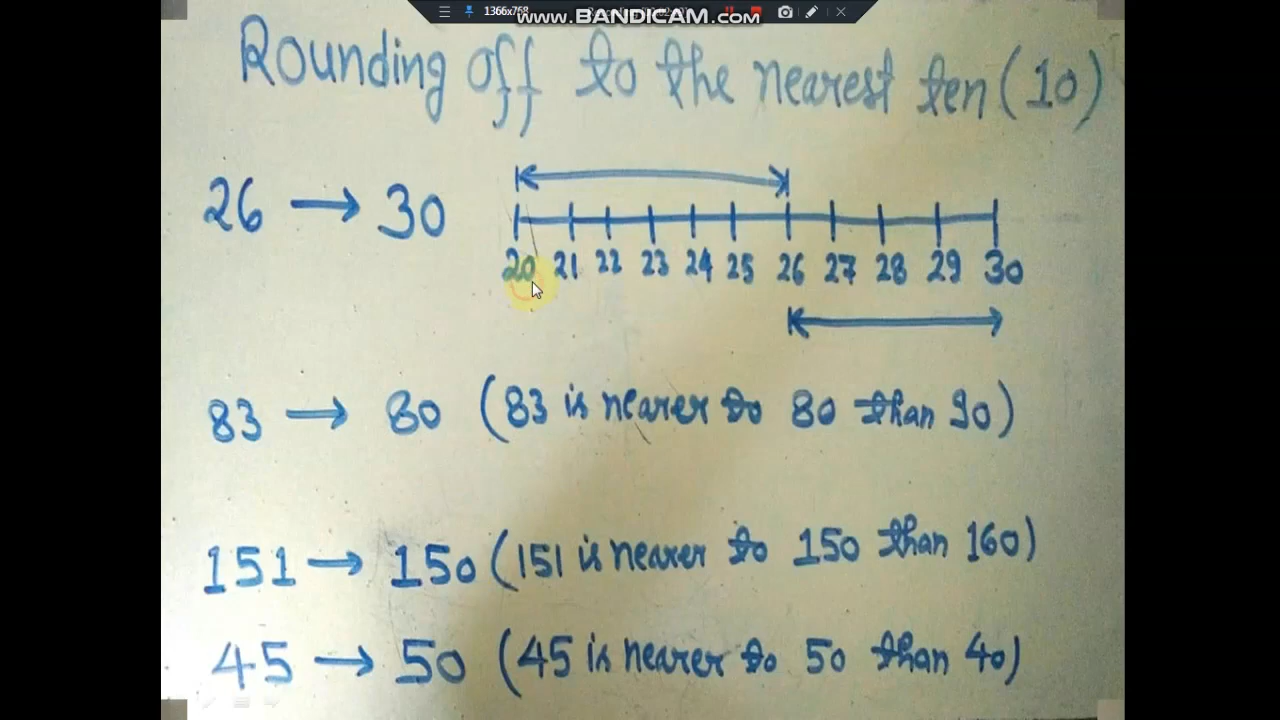 1366x768
www.BANDICAM.com
Rounding off to the nearest ten (10)
26 → 30
20 21 22 23 24 25 26 27 28 29 30
83 → 80 (83 is nearer to 80 than 90)
151 → 150 (151 is nearer to 150 than 160)
45 → 50 (45 is nearer to 50 than 40)